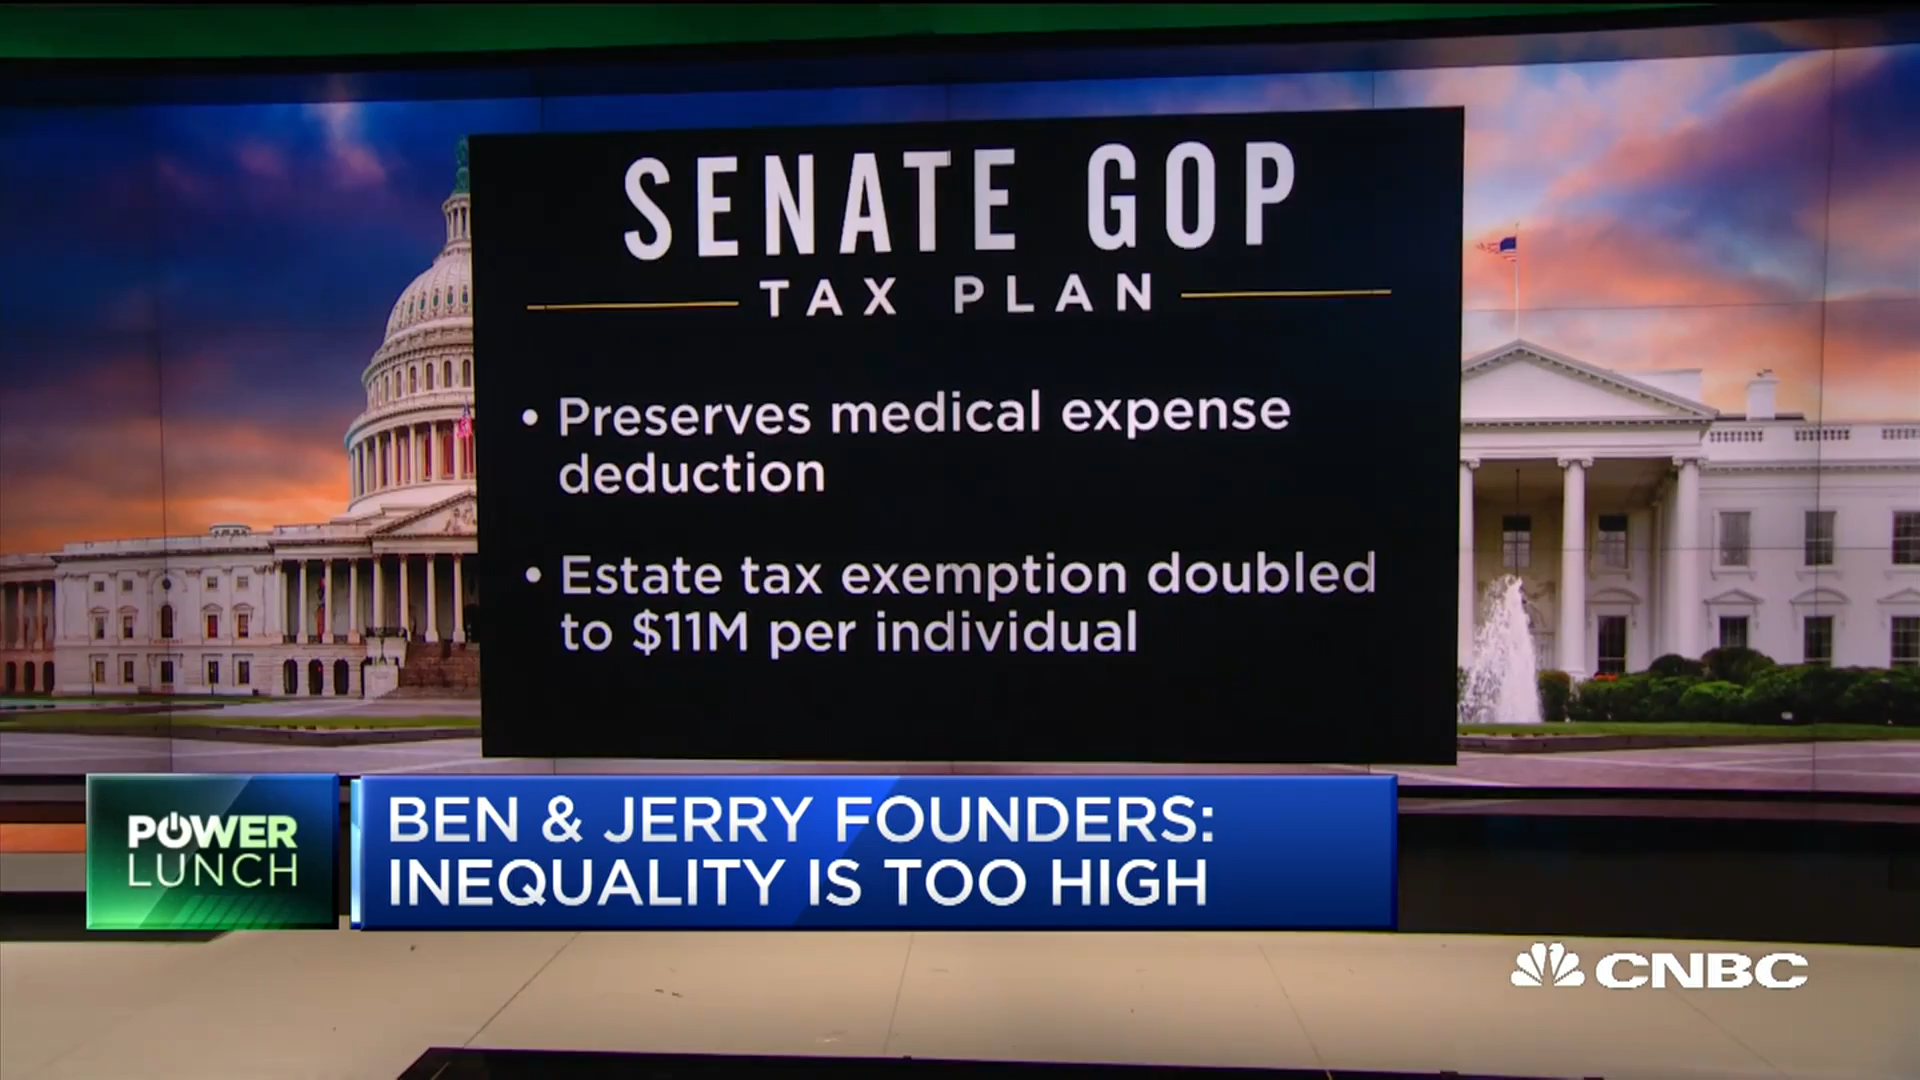 SENATE GOP
TAX PLAN
• Preserves medical expense
deduction
• Estate tax exemption doubled
to $11M per individual
POWER
LUNCH
BEN & JERRY FOUNDERS:
INEQUALITY IS TOO HIGH
CNBC